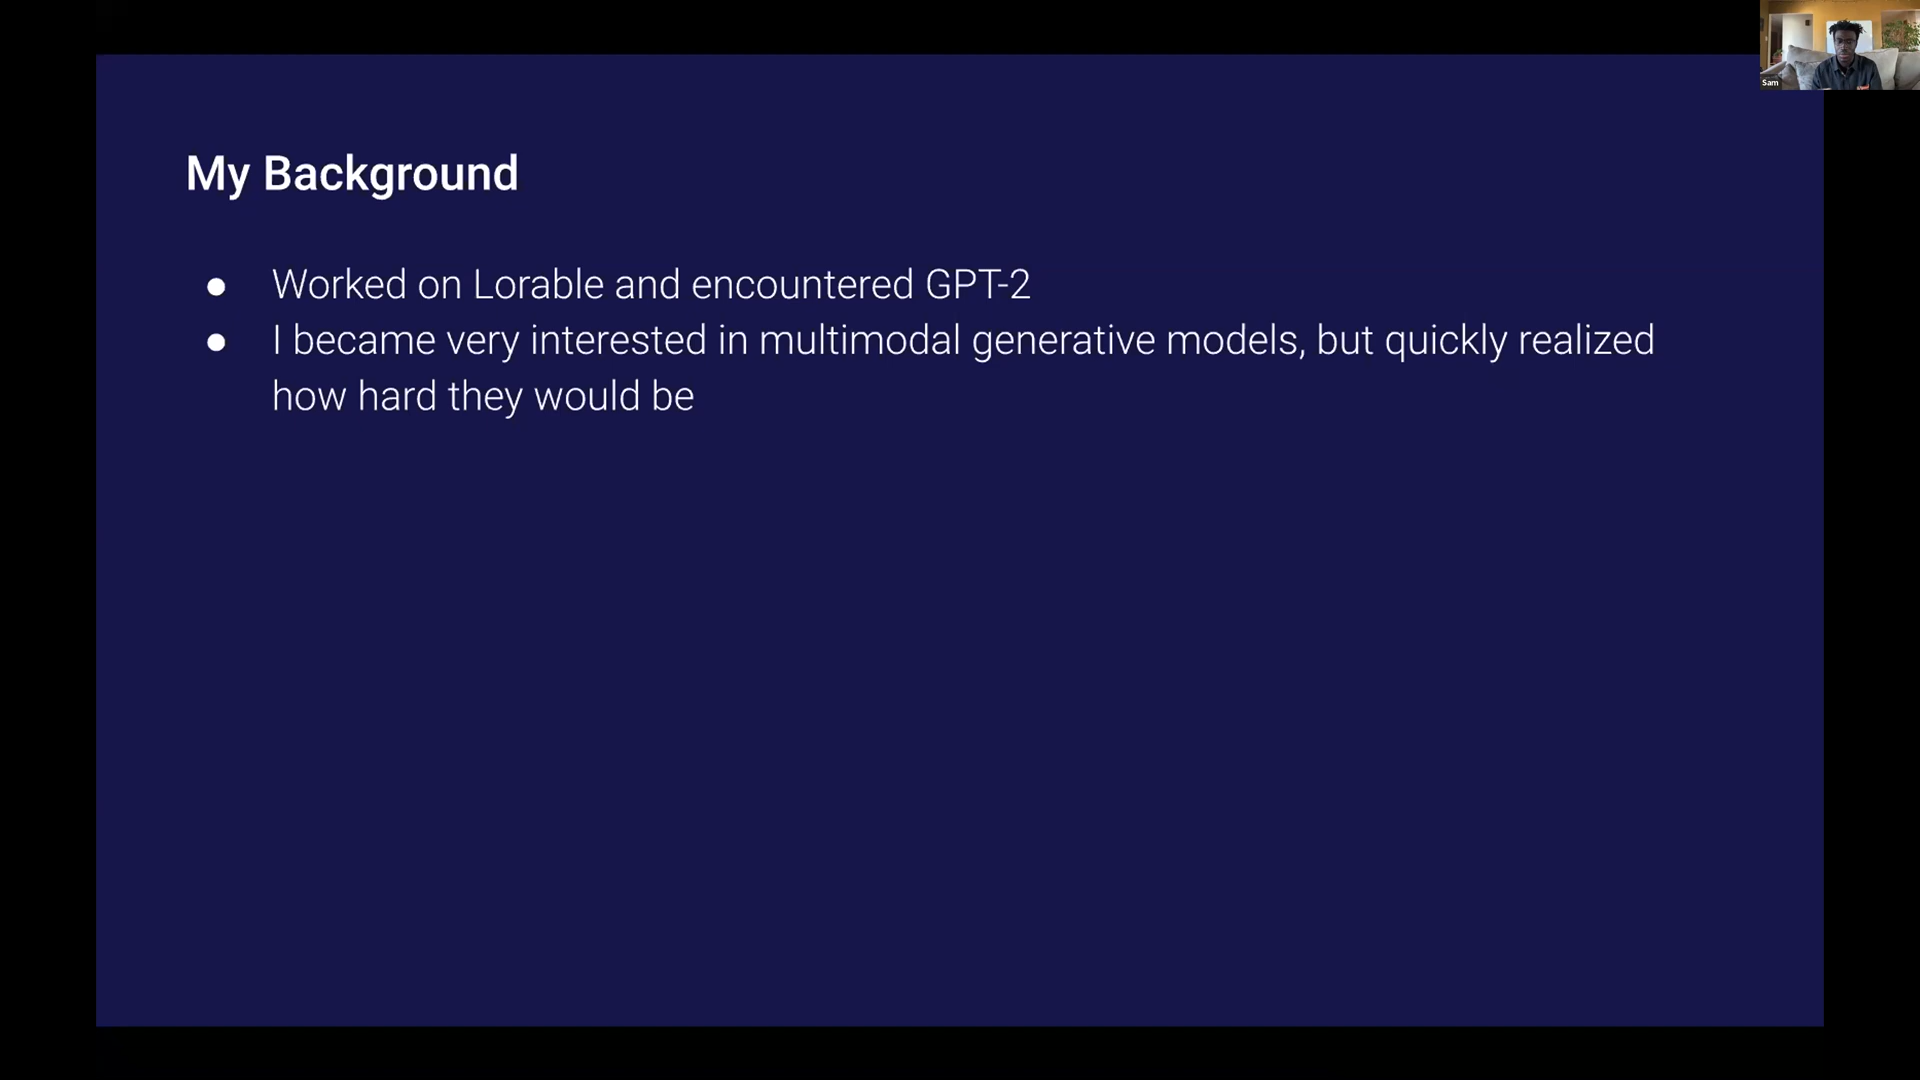 Sam
My Background
● Worked on Lorable and encountered GPT-2
● I became very interested in multimodal generative models, but quickly realized
how hard they would be